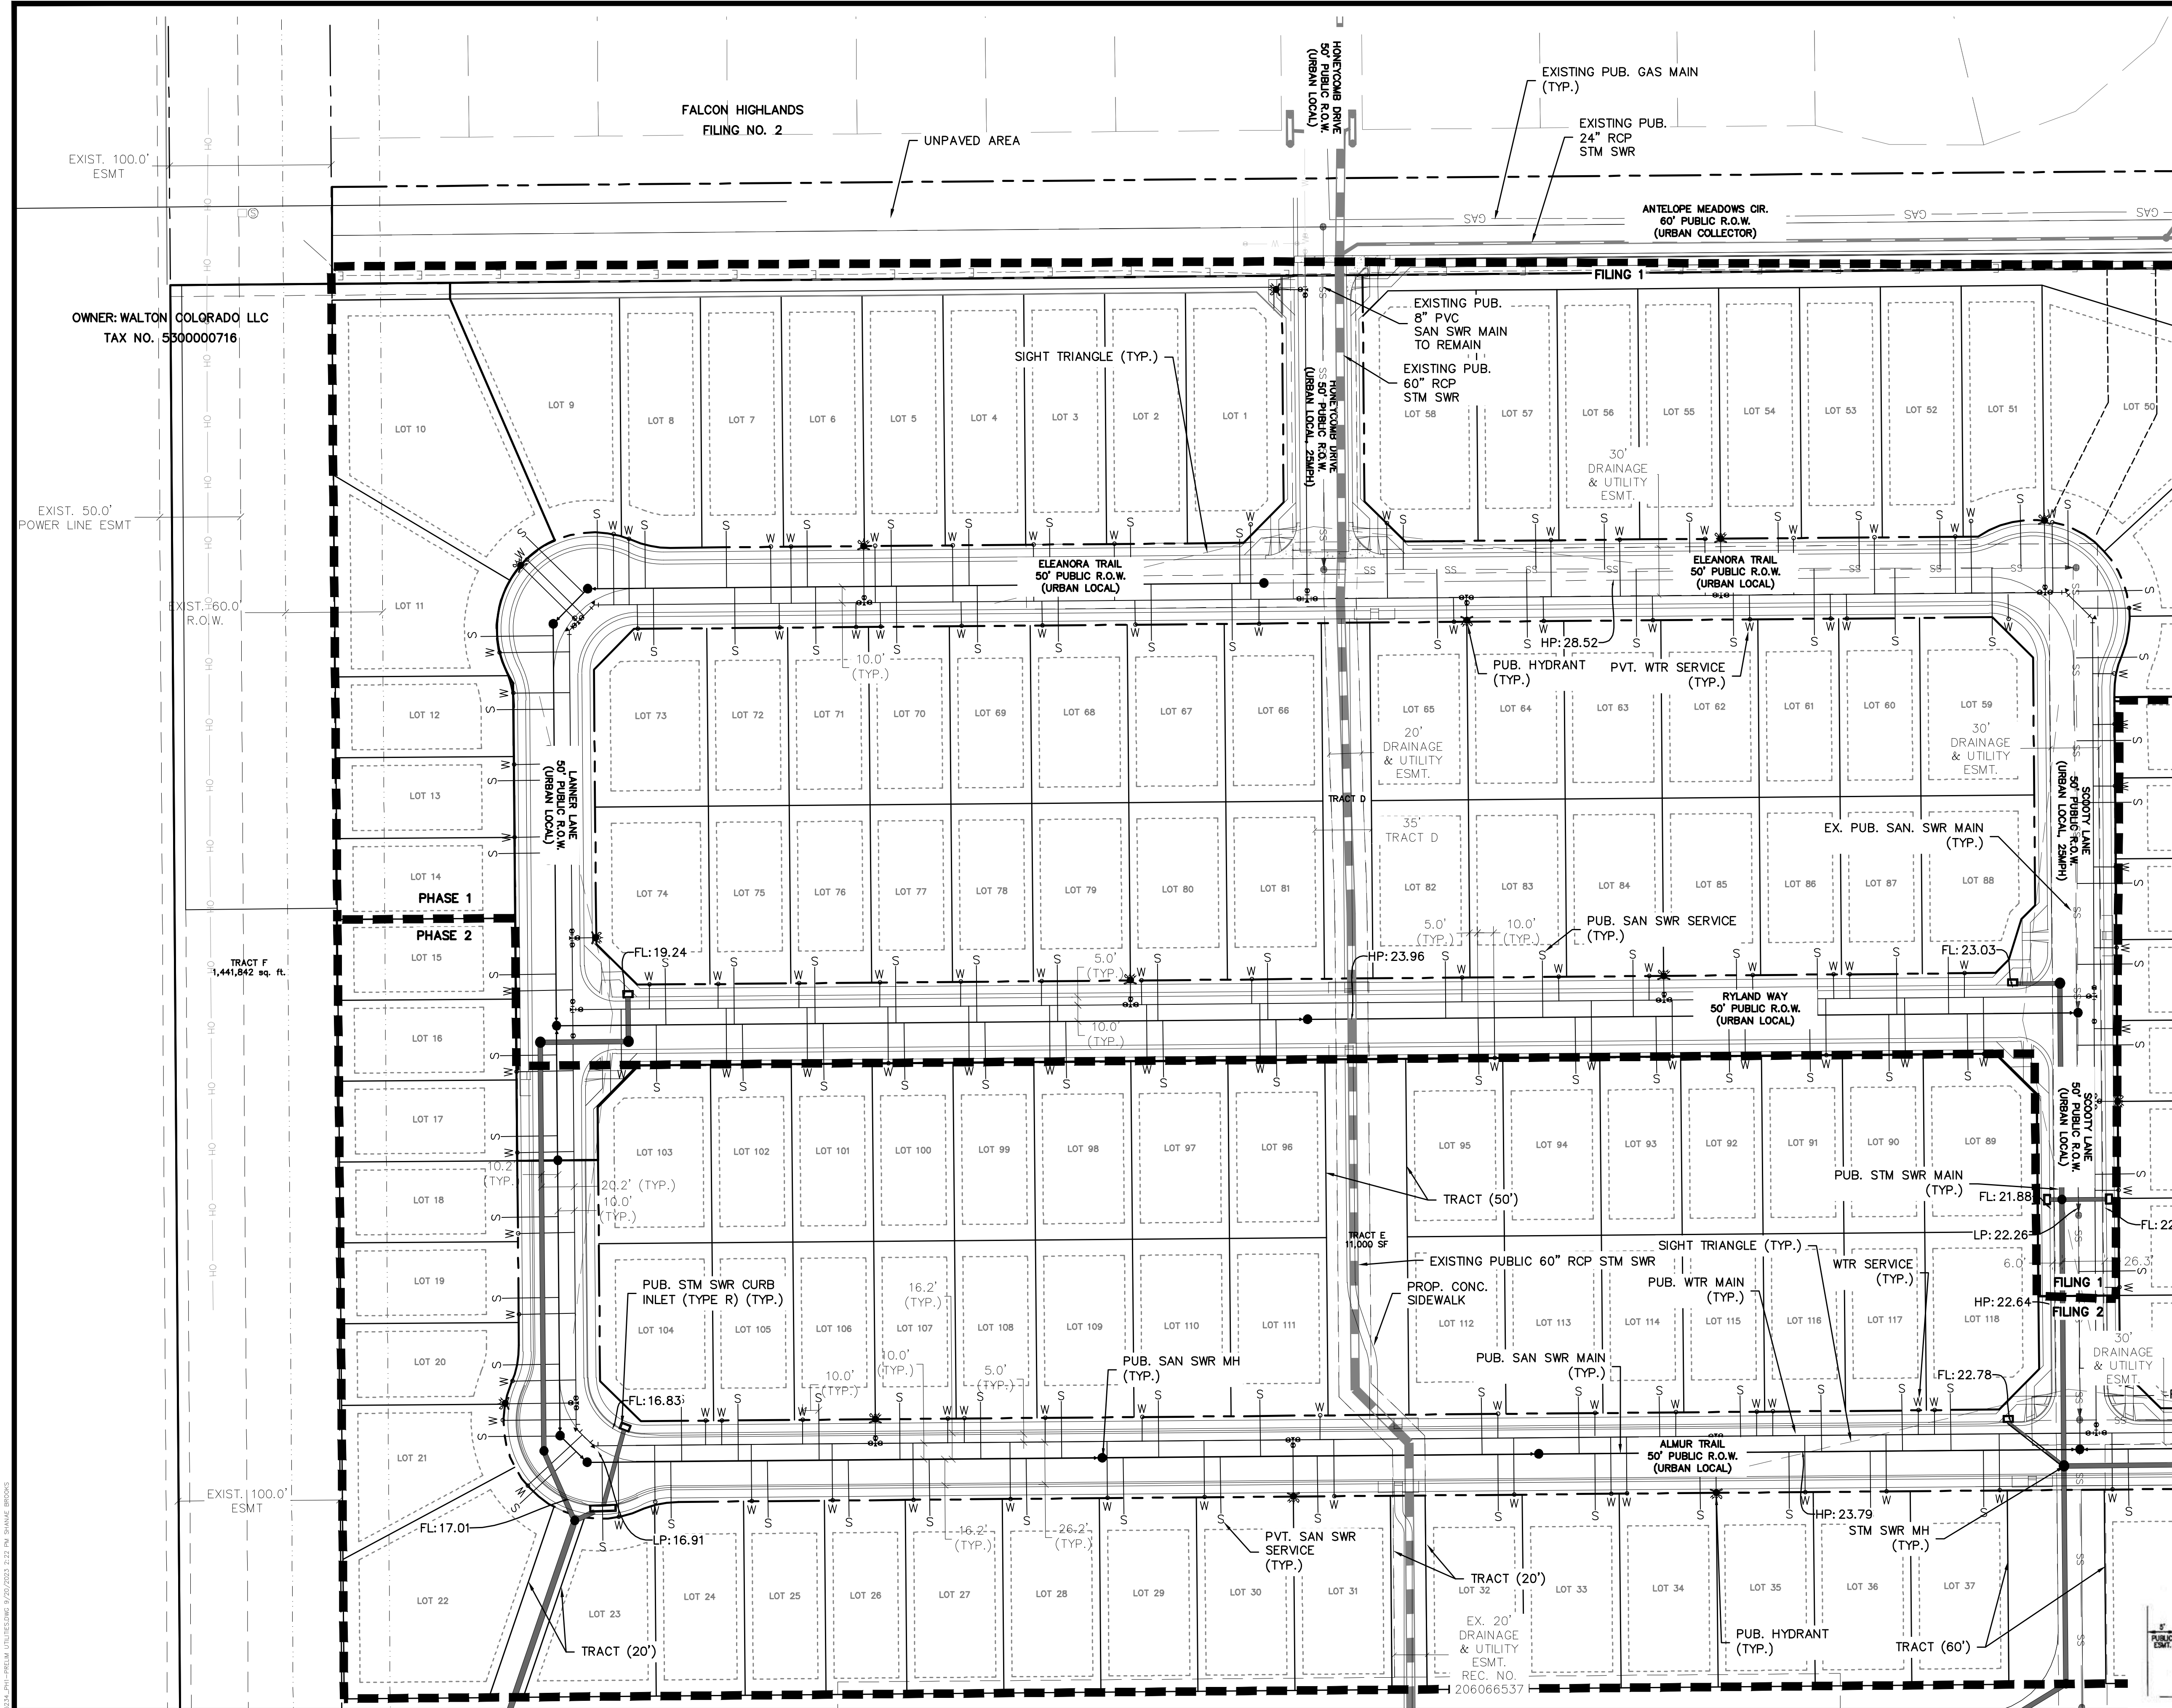 HONEYCOMB DRIVE
50' PUBLIC R.O.W.
(URBAN LOCAL)
EXISTING PUB. GAS MAIN
(TYP.)
FALCON HIGHLANDS
FILING NO. 2
UNPAVED AREA
EXISTING PUB.
24" RCP
STM SWR
EXIST. 100.0'
ESMT
ANTELOPE MEADOWS CIR.
60' PUBLIC R.O.W.
(URBAN COLLECTOR)
GAS
GAS
GAS
FILING 1
OWNER: WALTON COLORADO LLC
TAX NO. 5300000716
EXISTING PUB.
8" PVC
SAN SWR MAIN
TO REMAIN
SIGHT TRIANGLE (TYP.)
EXISTING PUB.
60" RCP
STM SWR
HONEYCOMB DRIVE
50' PUBLIC R.O.W.
(URBAN LOCAL, 25MPH)
LOT 10
LOT 9
LOT 8
LOT 7
LOT 6
LOT 5
LOT 4
LOT 3
LOT 2
LOT 1
LOT 58
LOT 57
LOT 56
LOT 55
LOT 54
LOT 53
LOT 52
LOT 51
LOT 50
30'
DRAINAGE
& UTILITY
ESMT.
EXIST. 50.0'
POWER LINE ESMT
ELEANORA TRAIL
50' PUBLIC R.O.W.
(URBAN LOCAL)
ELEANORA TRAIL
50' PUBLIC R.O.W.
(URBAN LOCAL)
EXIST. 60.0'
R.O.W.
LOT 11
HP: 28.52
10.0'
(TYP.)
PUB. HYDRANT
(TYP.)
PVT. WTR SERVICE
(TYP.)
LOT 12
LOT 73
LOT 72
LOT 71
LOT 70
LOT 69
LOT 68
LOT 67
LOT 66
LOT 65
LOT 64
LOT 63
LOT 62
LOT 61
LOT 60
LOT 59
20'
DRAINAGE
& UTILITY
ESMT.
30'
DRAINAGE
& UTILITY
ESMT.
LANNER LANE
50' PUBLIC R.O.W.
(URBAN LOCAL)
SCOOTY LANE
50' PUBLIC R.O.W.
(URBAN LOCAL, 25MPH)
LOT 13
TRACT D
35'
TRACT D
EX. PUB. SAN. SWR MAIN
(TYP.)
LOT 14
PHASE 1
PHASE 2
LOT 74
LOT 75
LOT 76
LOT 77
LOT 78
LOT 79
LOT 80
LOT 81
LOT 82
LOT 83
LOT 84
LOT 85
LOT 86
LOT 87
LOT 88
5.0'
(TYP.)
10.0'
(TYP.)
PUB. SAN SWR SERVICE
(TYP.)
LOT 15
TRACT F
1,441,842 sq. ft.
FL: 19.24
5.0'
(TYP.)
HP: 23.96
FL: 23.03
RYLAND WAY
50' PUBLIC R.O.W.
(URBAN LOCAL)
10.0'
(TYP.)
LOT 16
LOT 17
SCOOTY LANE
50' PUBLIC R.O.W.
(URBAN LOCAL)
LOT 103
LOT 102
LOT 101
LOT 100
LOT 99
LOT 98
LOT 97
LOT 96
LOT 95
LOT 94
LOT 93
LOT 92
LOT 91
LOT 90
LOT 89
10.2'
(TYP.)
20.2' (TYP.)
10.0'
(TYP.)
LOT 18
TRACT (50')
PUB. STM SWR MAIN
(TYP.)
FL: 21.88
LP: 22.26
TRACT E
11,000 SF
SIGHT TRIANGLE (TYP.)
EXISTING PUBLIC 60" RCP STM SWR
WTR SERVICE
(TYP.)
6.0'
26.3'
LOT 19
PUB. STM SWR CURB
INLET (TYPE R) (TYP.)
16.2'
(TYP.)
PROP. CONC.
SIDEWALK
PUB. WTR MAIN
(TYP.)
FILING 1
HP: 22.64
FILING 2
LOT 104
LOT 105
LOT 106
LOT 107
LOT 108
LOT 109
LOT 110
LOT 111
LOT 112
LOT 113
LOT 114
LOT 115
LOT 116
LOT 117
LOT 118
LOT 20
10.0'
(TYP.)
10.0'
(TYP.)
5.0'
(TYP.)
PUB. SAN SWR MH
(TYP.)
PUB. SAN SWR MAIN
(TYP.)
30'
DRAINAGE
& UTILITY
ESMT.
FL: 16.83
FL: 22.78
LOT 21
ALMUR TRAIL
50' PUBLIC R.O.W.
(URBAN LOCAL)
EXIST. 100.0'
ESMT
FL: 17.01
LP: 16.91
16.2'
(TYP.)
26.2'
(TYP.)
PVT. SAN SWR
SERVICE
(TYP.)
HP: 23.79
STM SWR MH
(TYP.)
TRACT (20')
LOT 22
LOT 23
LOT 24
LOT 25
LOT 26
LOT 27
LOT 28
LOT 29
LOT 30
LOT 31
LOT 32
LOT 33
LOT 34
LOT 35
LOT 36
LOT 37
TRACT (20')
EX. 20'
DRAINAGE
& UTILITY
ESMT.
REC. NO.
206066537
PUB. HYDRANT
(TYP.)
TRACT (60')
5'